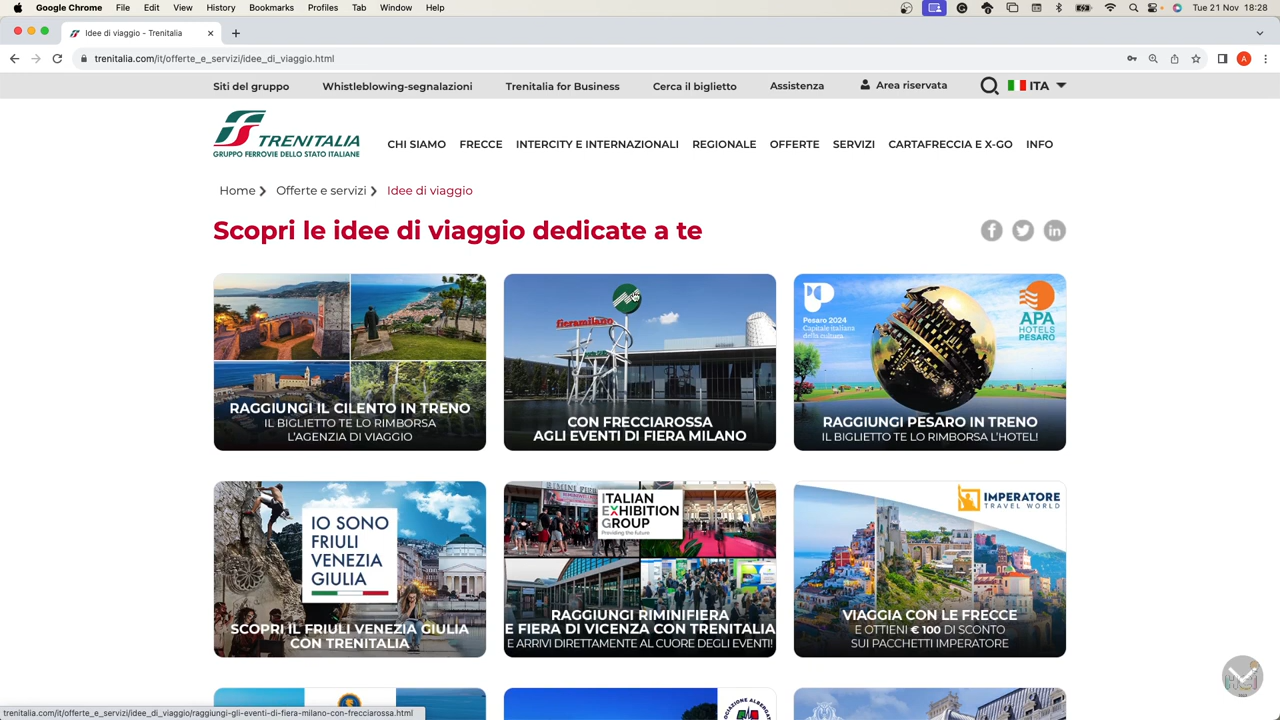 Google Chrome File Edit View History Bookmarks Profiles Tab Window Help Tue 21 Nov 18:28
Idee di viaggio - Trenitalia
trenitalia.com/it/offerte_e_servizi/idee_di_viaggio.html
A
Siti del gruppo Whistleblowing-segnalazioni Trenitalia for Business Cerca il biglietto Assistenza Area riservata ITA
TRENITALIA
GRUPPO FERROVIE DELLO STATO ITALIANE
CHI SIAMO FRECCE INTERCITY E INTERNAZIONALI REGIONALE OFFERTE SERVIZI CARTAFRECCIA E X-GO INFO
Home Offerte e servizi Idee di viaggio
Scopri le idee di viaggio dedicate a te
RAGGIUNGI IL CILENTO IN TRENO
IL BIGLIETTO TE LO RIMBORSA
L'AGENZIA DI VIAGGIO
fieramilano
CON FRECCIAROSSA
AGLI EVENTI DI FIERA MILANO
Pesaro 2024
Capitale italiana
della cultura
APA
HOTELS
PESARO
RAGGIUNGI PESARO IN TRENO
IL BIGLIETTO TE LO RIMBORSA L'HOTEL!
IO SONO
FRIULI
VENEZIA
GIULIA
SCOPRI IL FRIULI VENEZIA GIULIA
CON TRENITALIA
ITALIAN
EXHIBITION
GROUP
Providing the future
RAGGIUNGI RIMINIFIERA
E FIERA DI VICENZA CON TRENITALIA
E ARRIVI DIRETTAMENTE AL CUORE DEGLI EVENTI!
IMPERATORE
TRAVEL WORLD
VIAGGIA CON LE FRECCE
E OTTIENI € 100 DI SCONTO
SUI PACCHETTI IMPERATORE
trenitalia.com/it/offerte_e_servizi/idee_di_viaggio/raggiungi-gli-eventi-di-fiera-milano-con-frecciarossa.html